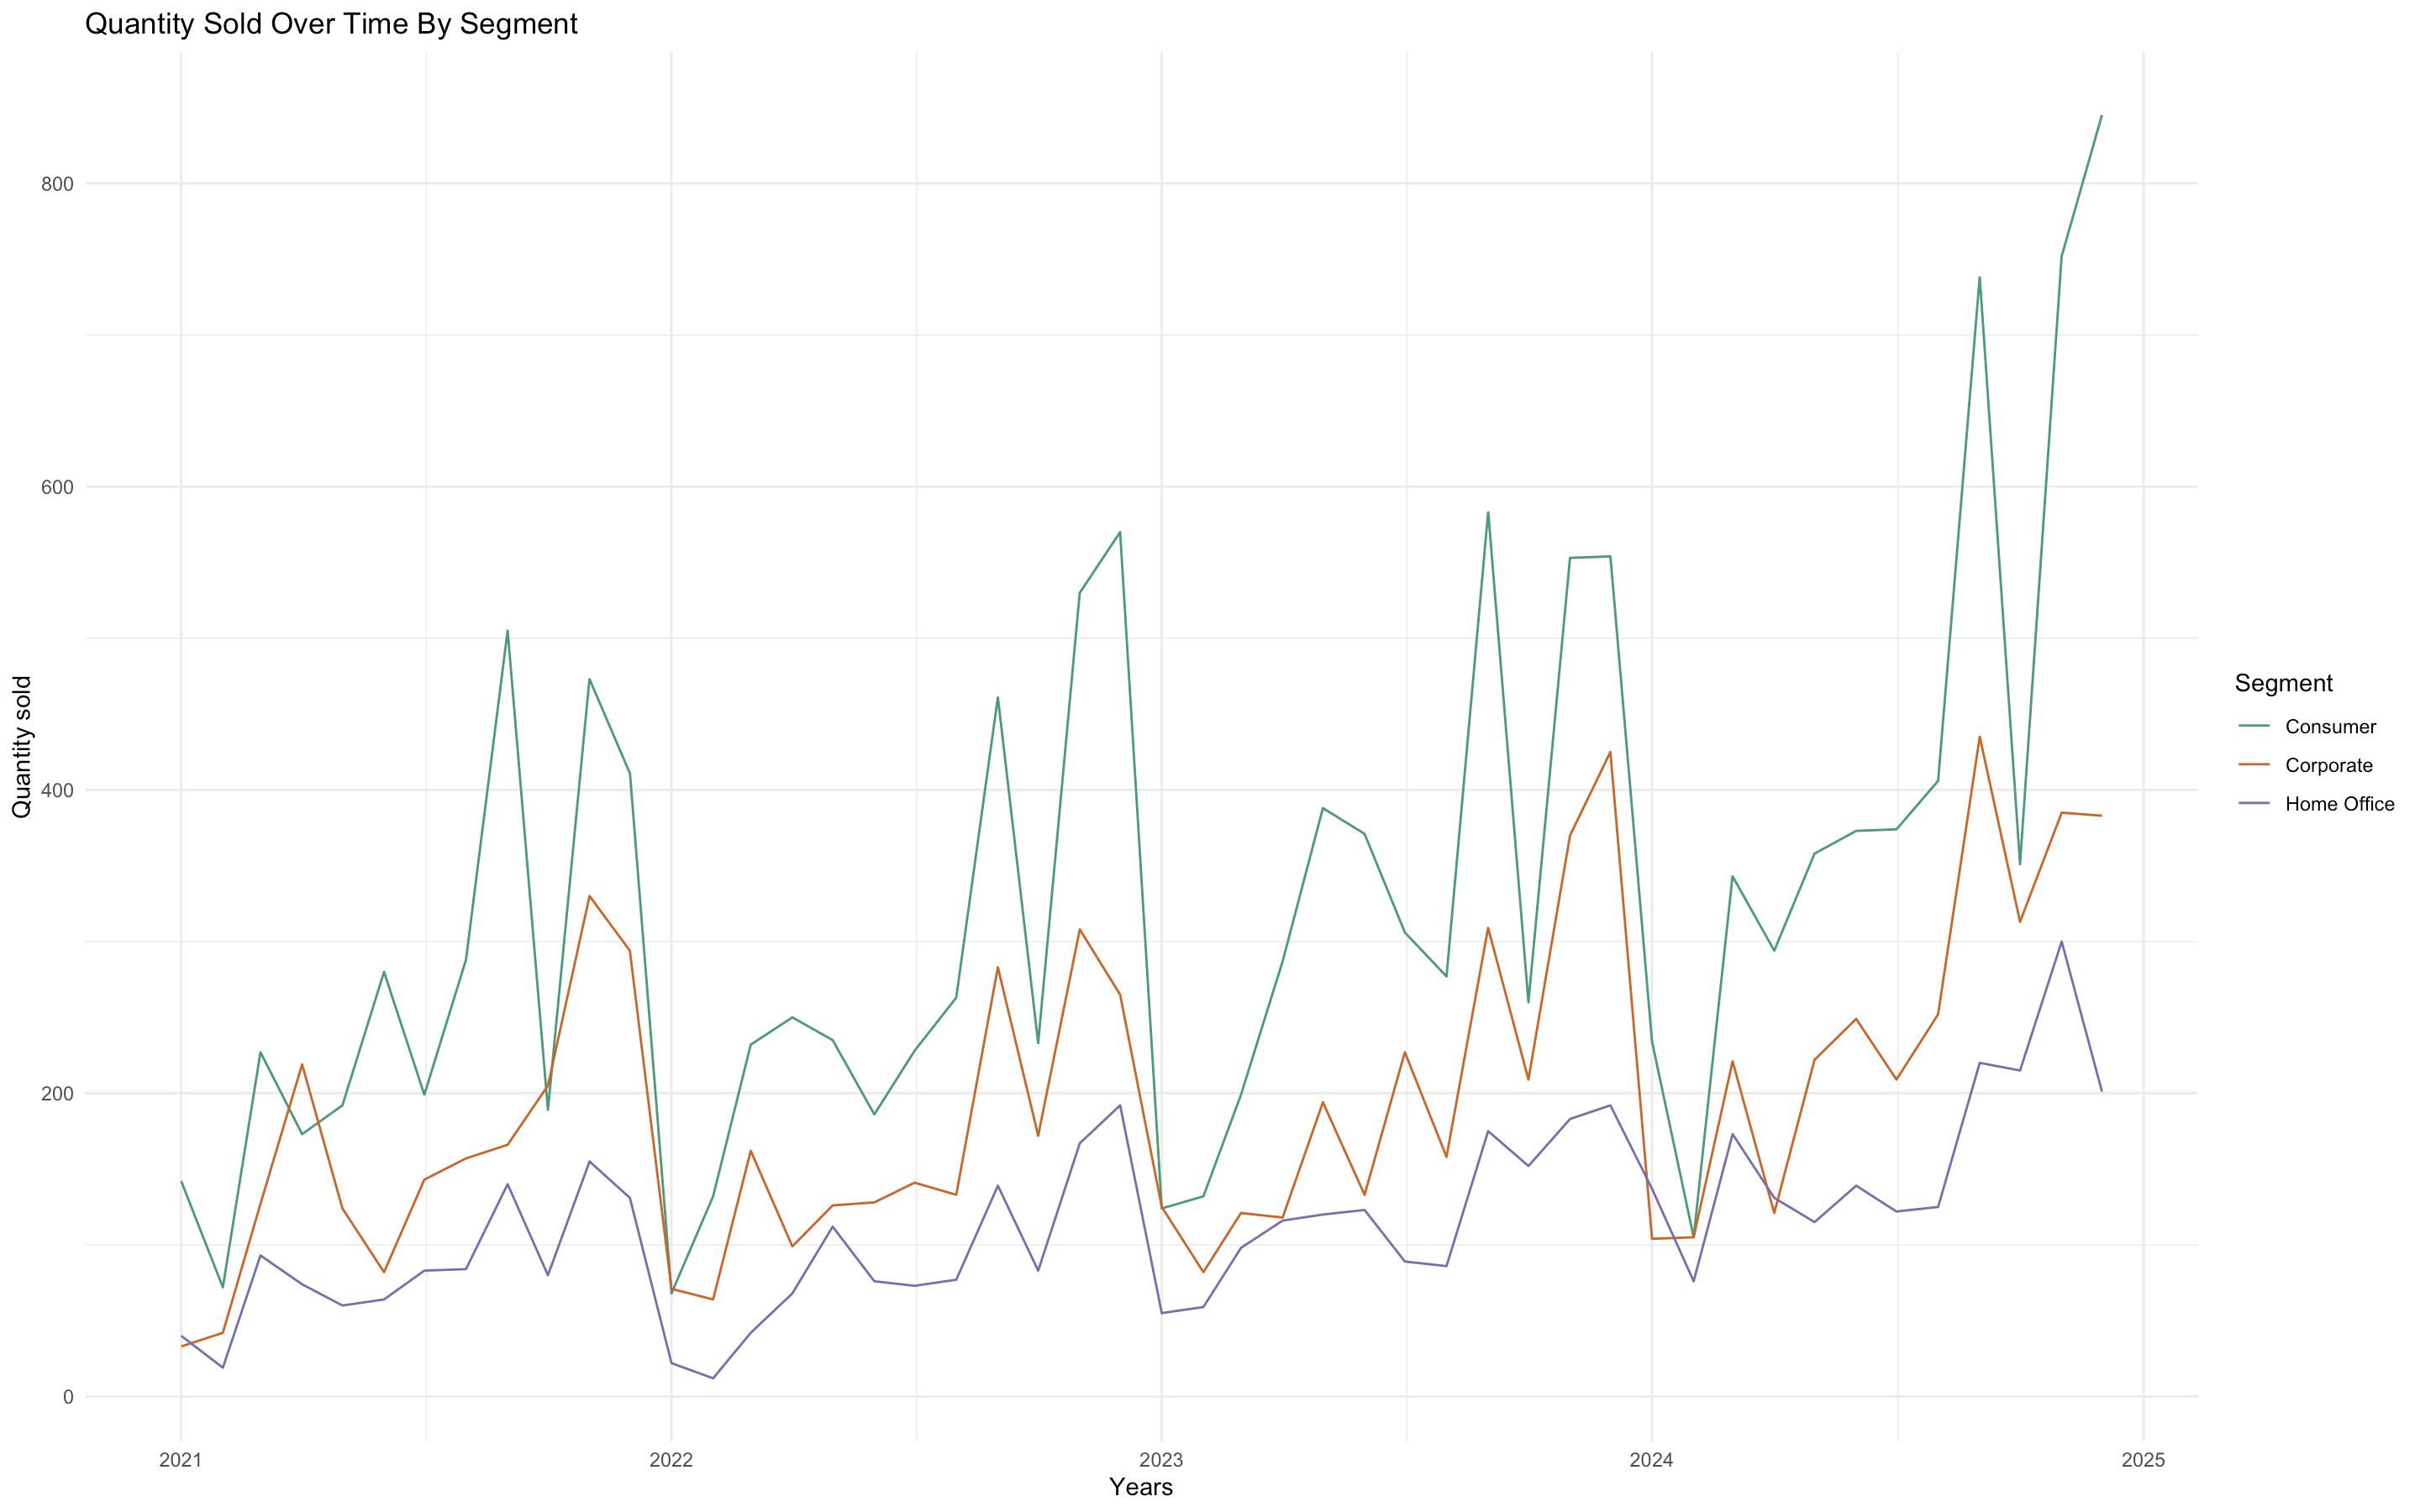 Quantity Sold Over Time By Segment
Quantity sold
800
600
400
200
0
2021 2022 2023 2024 2025
Years
Segment
Consumer
Corporate
Home Office